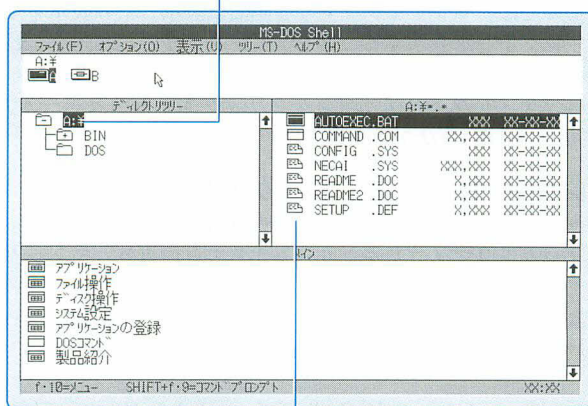 MS-DOS Shell
ファイル(F) オプション(O) 表示(V) ツリー(T) ヘルプ(H)
A:¥
A B
ディレクトリツリー
A:¥*.*
A:¥
BIN
DOS
AUTOEXEC.BAT XXX XX-XX-XX
COMMAND .COM XX,XXX XX-XX-XX
CONFIG .SYS XXX XX-XX-XX
NECAI .SYS XXX,XXX XX-XX-XX
README .DOC X,XXX XX-XX-XX
README2 .DOC X,XXX XX-XX-XX
SETUP .DEF X,XXX XX-XX-XX
メイン
アプリケーション
ファイル操作
ディスク操作
システム設定
アプリケーションの登録
DOSコマンド
製品紹介
f・10=メニュー SHIFT+f・9=コマンドプロンプト XX:XX